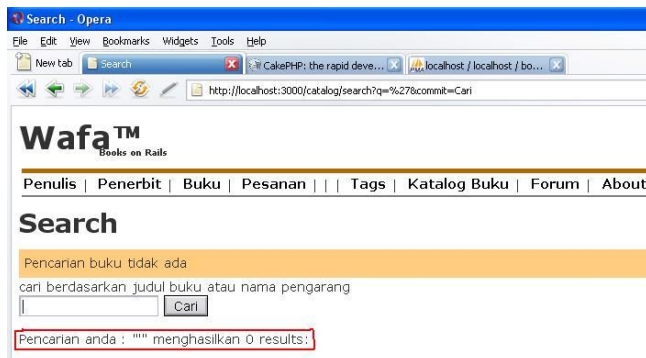 Search - Opera
File Edit View Bookmarks Widgets Tools Help
New tab Search CakePHP: the rapid deve... localhost / localhost / bo...
http://localhost:3000/catalog/search?q=%27&commit=Cari
Wafa™
Books on Rails
Penulis | Penerbit | Buku | Pesanan | | | Tags | Katalog Buku | Forum | About
Search
Pencarian buku tidak ada
cari berdasarkan judul buku atau nama pengarang
Cari
Pencarian anda : "'" menghasilkan 0 results: